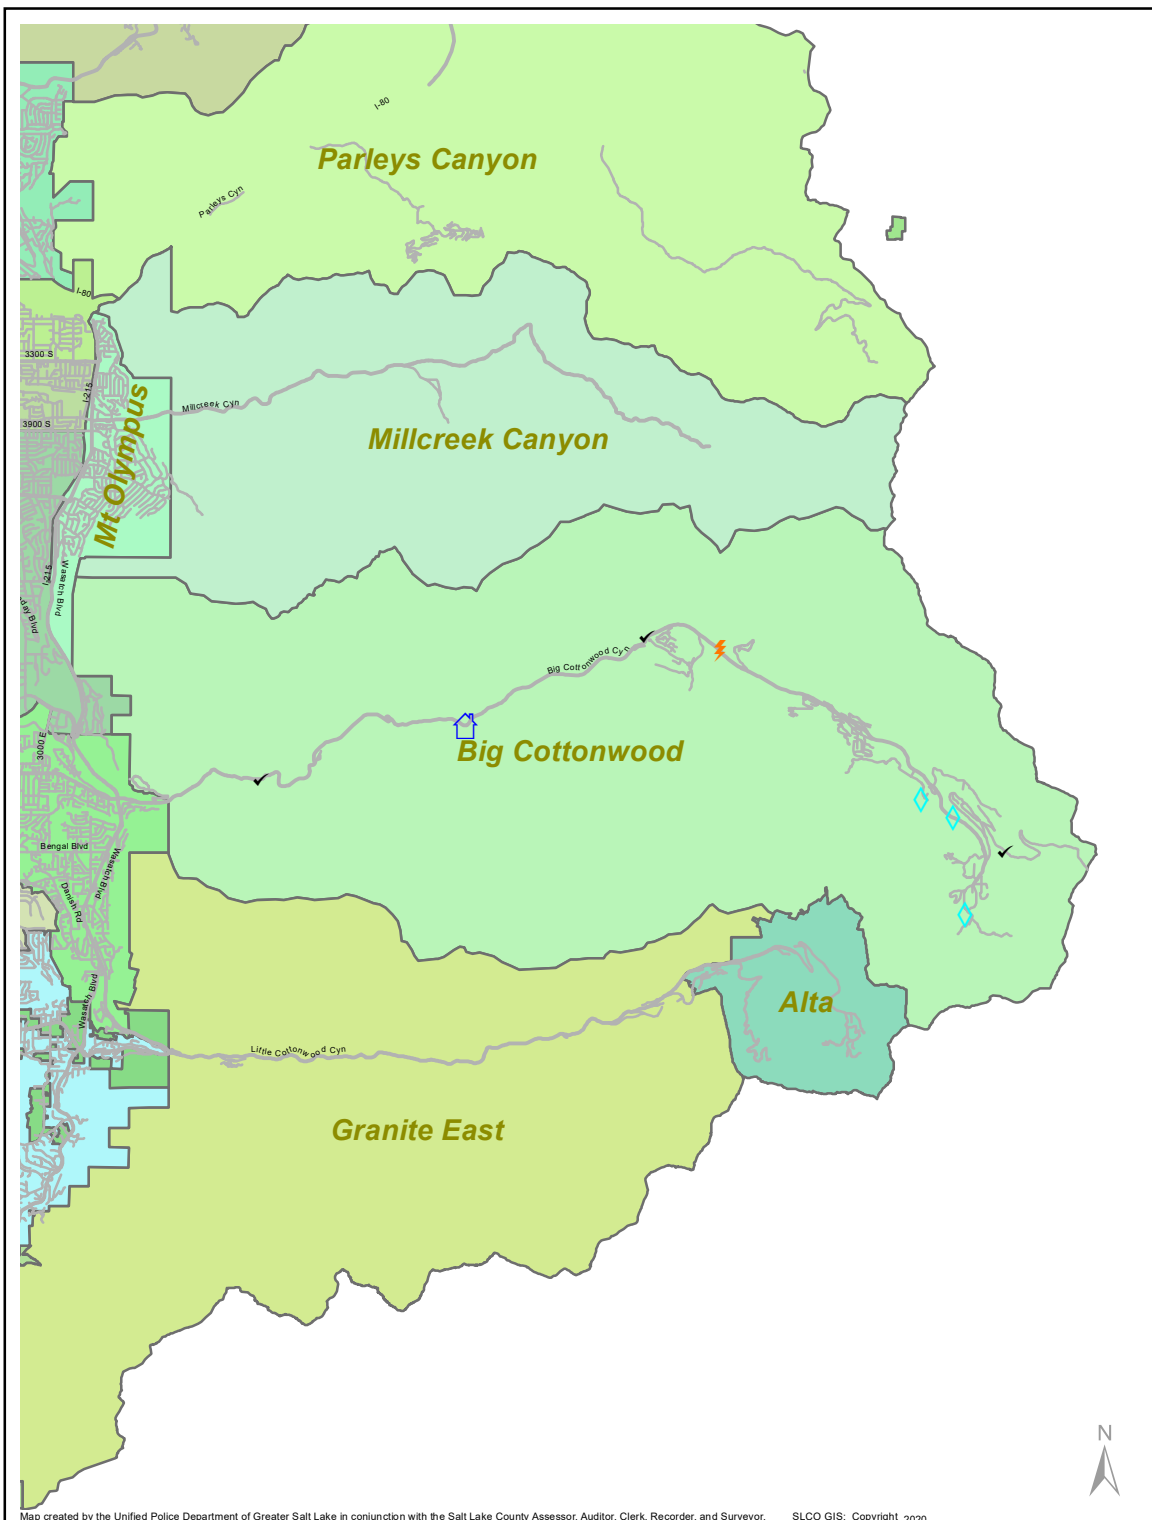 I-80
Parleys Canyon
Parleys Cyn
I-80
3300 S
I-215
Mt Olympus
Millcreek Cyn
3900 S
Millcreek Canyon
I-215
Wasatch Blvd
day Blvd
Big Cottonwood Cyn
3000 E
Big Cottonwood
Bengal Blvd
Wasatch Blvd
Danish Rd
Wasatch Blvd
Alta
Little Cottonwood Cyn
Granite East
N
Map created by the Unified Police Department of Greater Salt Lake in conjunction with the Salt Lake County Assessor, Auditor, Clerk, Recorder, and Surveyor. SLCO GIS: Copyright 2020